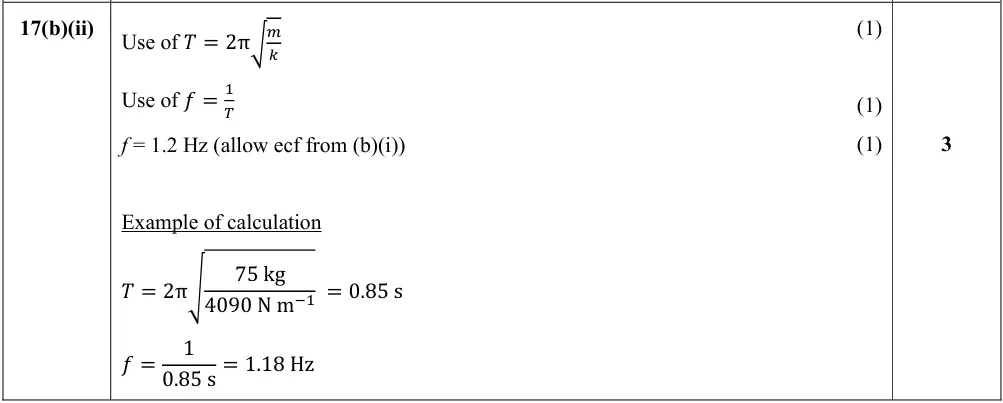 17(b)(ii)
Use of T = 2π√(m/k) (1)
Use of f = 1/T (1)
f = 1.2 Hz (allow ecf from (b)(i)) (1) 3
Example of calculation
T = 2π√(75 kg/4090 N m⁻¹) = 0.85 s
f = 1/0.85 s = 1.18 Hz